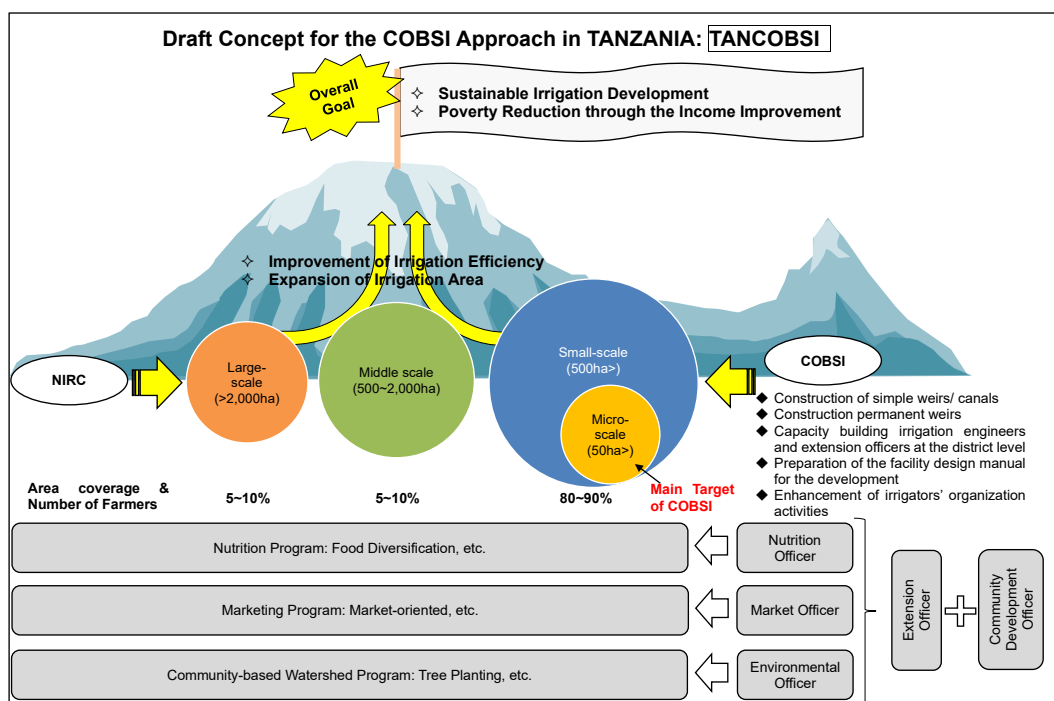 Draft Concept for the COBSI Approach in TANZANIA: TANCOBSI
Overall
Goal
✧ Sustainable Irrigation Development
✧ Poverty Reduction through the Income Improvement
✧ Improvement of Irrigation Efficiency
✧ Expansion of Irrigation Area
NIRC
Large-
scale
(>2,000ha)
Middle scale
(500~2,000ha)
Small-scale
(500ha>)
Micro-
scale
(50ha>)
COBSI
◆ Construction of simple weirs/ canals
◆ Construction permanent weirs
◆ Capacity building irrigation engineers
and extension officers at the district level
◆ Preparation of the facility design manual
for the development
◆ Enhancement of irrigators' organization
activities
Area coverage &
Number of Farmers
5~10%
5~10%
80~90%
Main Target
of COBSI
Nutrition Program: Food Diversification, etc.
Nutrition
Officer
Marketing Program: Market-oriented, etc.
Market Officer
Community-based Watershed Program: Tree Planting, etc.
Environmental
Officer
Extension
Officer
Community
Development
Officer